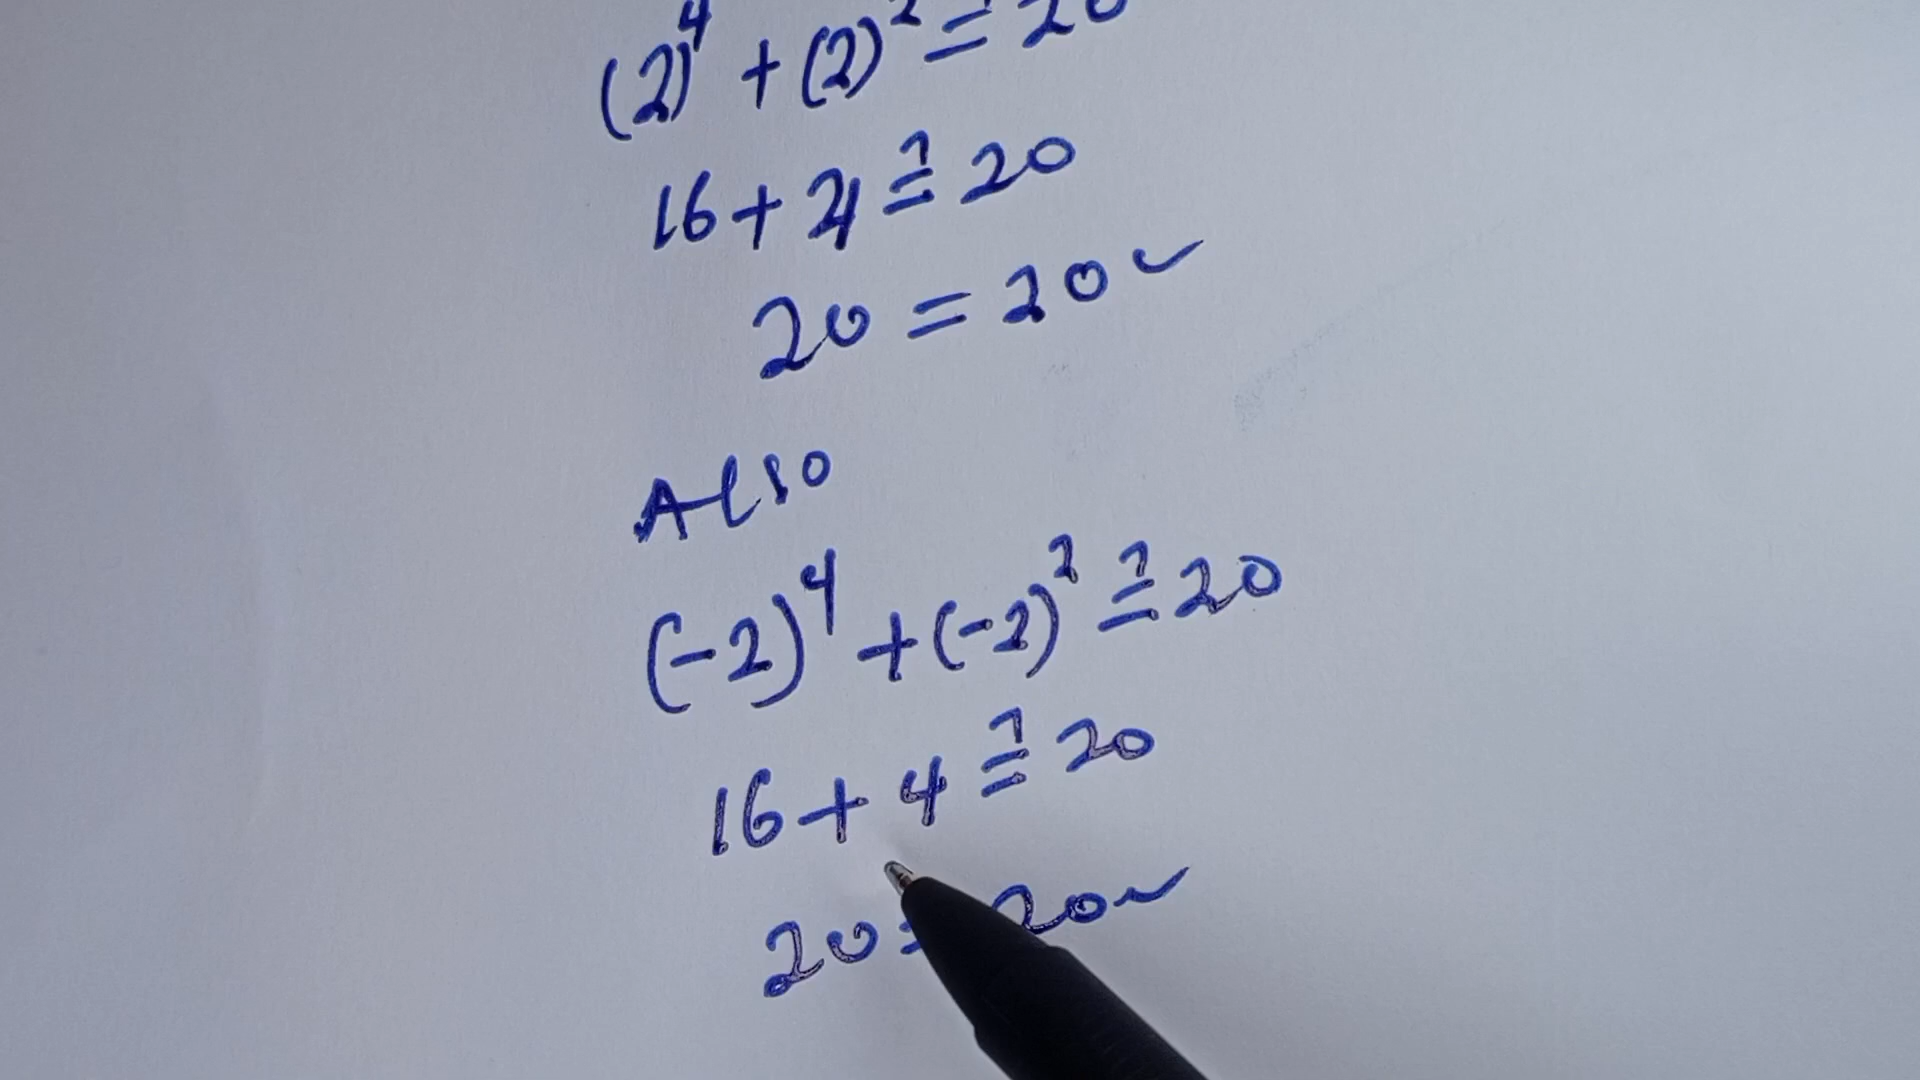 (2)⁴ + (2)² = 20
16 + 4 ≟ 20
20 = 20 ✓
Also
(-2)⁴ + (-2)² ≟ 20
16 + 4 ≟ 20
20 = 20 ✓